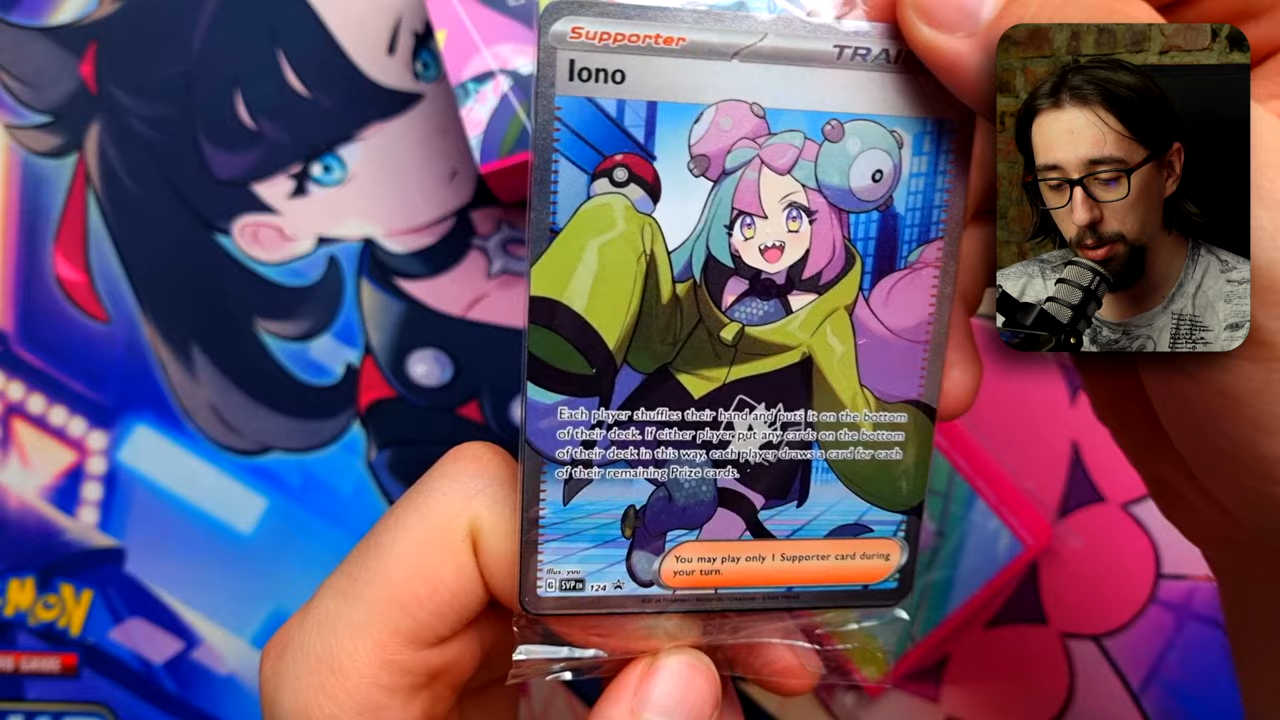 Supporter
TRAI
Iono
Each player shuffles their hand and puts it on the bottom
of their deck. If either player put any cards on the bottom
of their deck in this way, each player draws a card for each
of their remaining Prize cards.
You may play only 1 Supporter card during
your turn.
Illus. yuu
G SVP EN 124